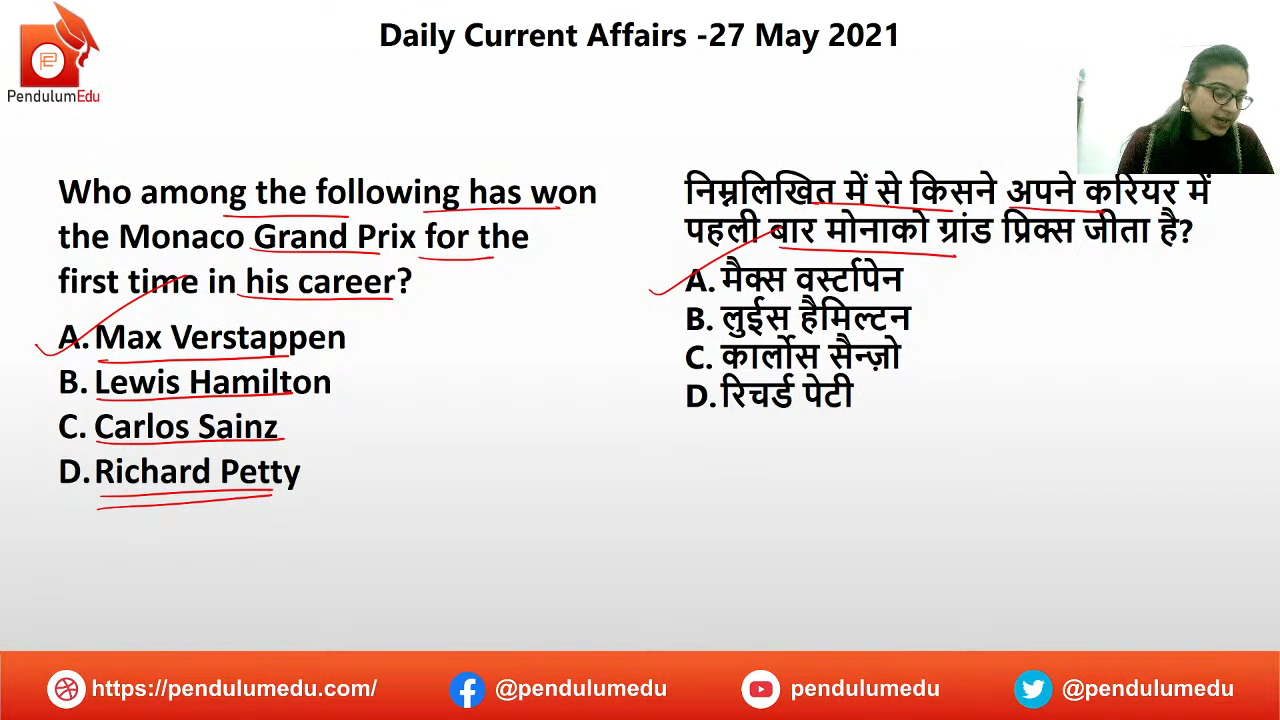 Daily Current Affairs -27 May 2021
PendulumEdu
Who among the following has won
the Monaco Grand Prix for the
first time in his career?
A. Max Verstappen
B. Lewis Hamilton
C. Carlos Sainz
D. Richard Petty
निम्नलिखित में से किसने अपने करियर में
पहली बार मोनाको ग्रांड प्रिक्स जीता है?
A. मैक्स वर्स्टापेन
B. लुईस हैमिल्टन
C. कार्लोस सैन्ज़ो
D. रिचर्ड पेटी
https://pendulumedu.com/
@pendulumedu
pendulumedu
@pendulumedu